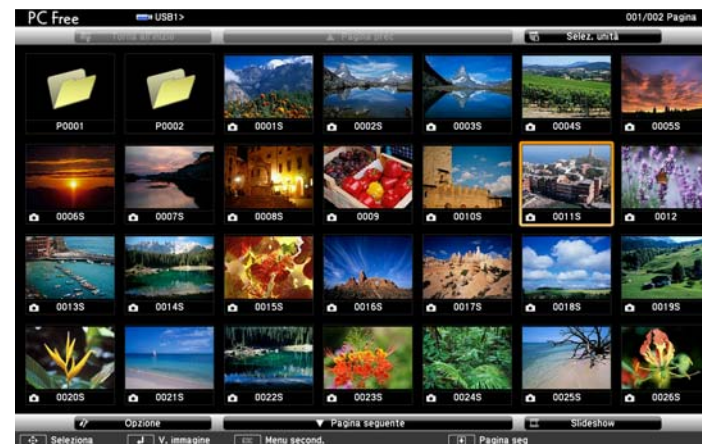 PC Free USB1> 001/002 Pagina
Torna all'inizio ▲ Pagina prec Selez. unità
P0001 P0002 0001S 0002S 0003S 0004S 0005S
0006S 0007S 0008S 0009 0010S 0011S 0012
0013S 0014S 0015S 0016S 0017S 0018S 0019S
0020S 0021S 0022S 0023S 0024S 0025S 0026S
Opzione ▼ Pagina seguente Slideshow
Seleziona V. immagine ESC Menu second. Pagina seg